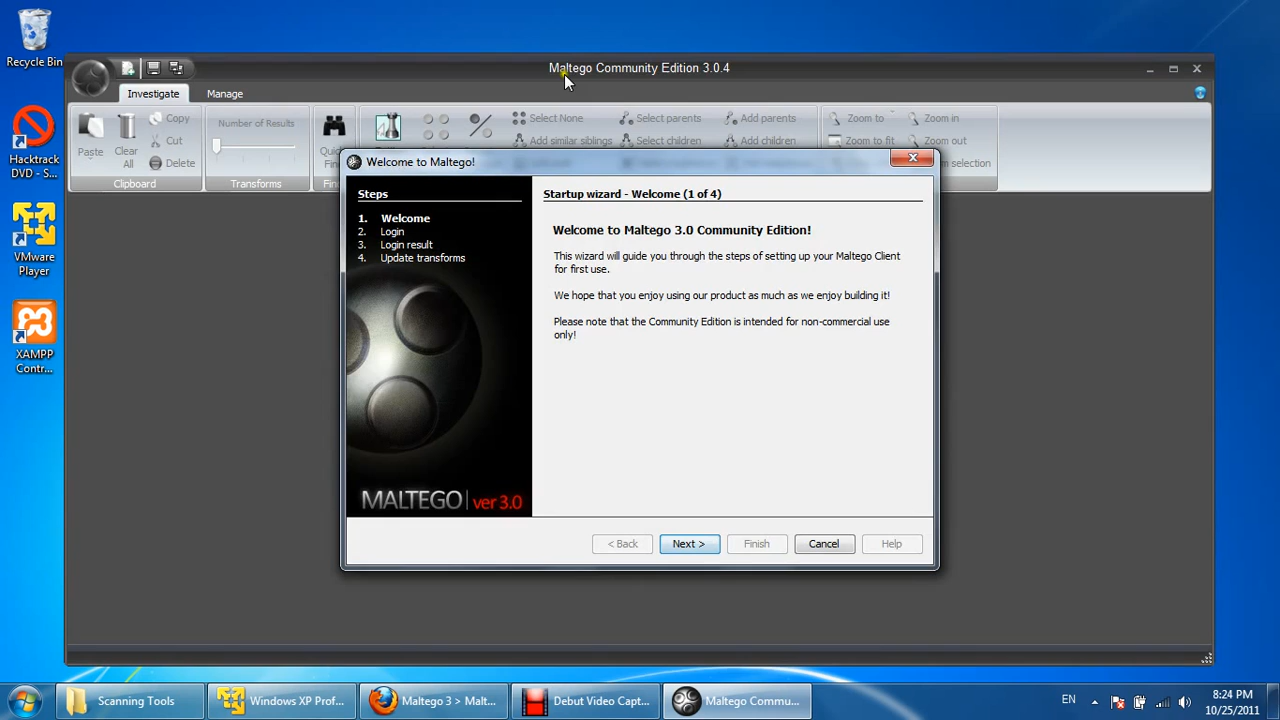 Recycle Bin
Hacktrack
DVD - S...
VMware
Player
XAMPP
Contr...
Maltego Community Edition 3.0.4
Investigate
Manage
Paste
Clear
All
Copy
Cut
Delete
Clipboard
Number of Results
Transforms
Select None
Add similar siblings
Select parents
Select children
Add parents
Add children
Zoom to
Zoom to fit
Zoom in
Zoom out
selection
Welcome to Maltego!
Steps
1. Welcome
2. Login
3. Login result
4. Update transforms
MALTEGO | ver 3.0
Startup wizard - Welcome (1 of 4)
Welcome to Maltego 3.0 Community Edition!
This wizard will guide you through the steps of setting up your Maltego Client
for first use.
We hope that you enjoy using our product as much as we enjoy building it!
Please note that the Community Edition is intended for non-commercial use
only!
< Back
Next >
Finish
Cancel
Help
Scanning Tools
Windows XP Prof...
Maltego 3 > Malt...
Debut Video Capt...
Maltego Commu...
EN
8:24 PM
10/25/2011